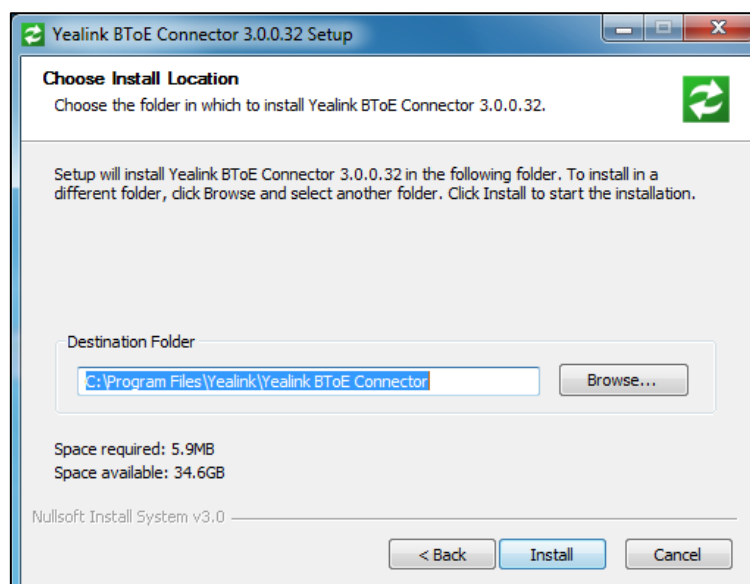 Yealink BToE Connector 3.0.0.32 Setup
Choose Install Location
Choose the folder in which to install Yealink BToE Connector 3.0.0.32.
Setup will install Yealink BToE Connector 3.0.0.32 in the following folder. To install in a
different folder, click Browse and select another folder. Click Install to start the installation.
Destination Folder
C:\Program Files\Yealink\Yealink BToE Connector
Browse...
Space required: 5.9MB
Space available: 34.6GB
Nullsoft Install System v3.0
< Back
Install
Cancel